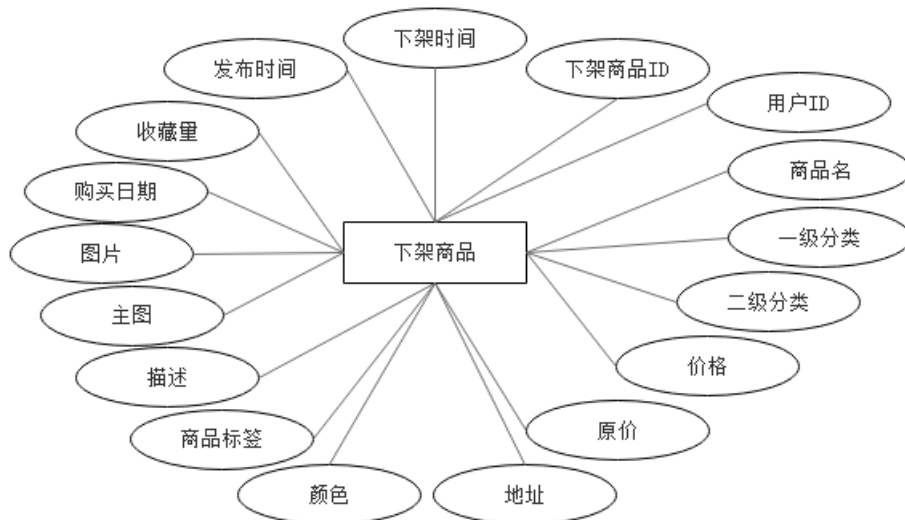 下架时间
发布时间
下架商品ID
用户ID
收藏量
商品名
购买日期
一级分类
图片
下架商品
二级分类
主图
价格
描述
原价
商品标签
颜色
地址